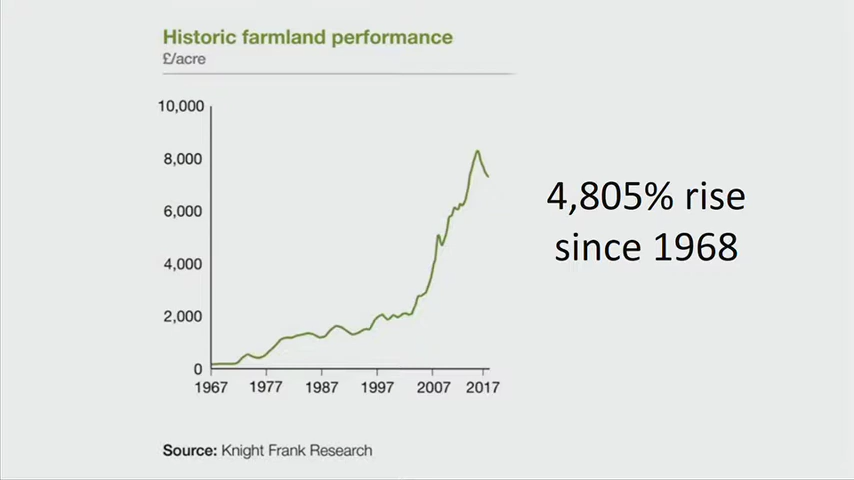 Historic farmland performance
£/acre
10,000
8,000
6,000
4,000
2,000
0
1967 1977 1987 1997 2007 2017
4,805% rise
since 1968
Source: Knight Frank Research